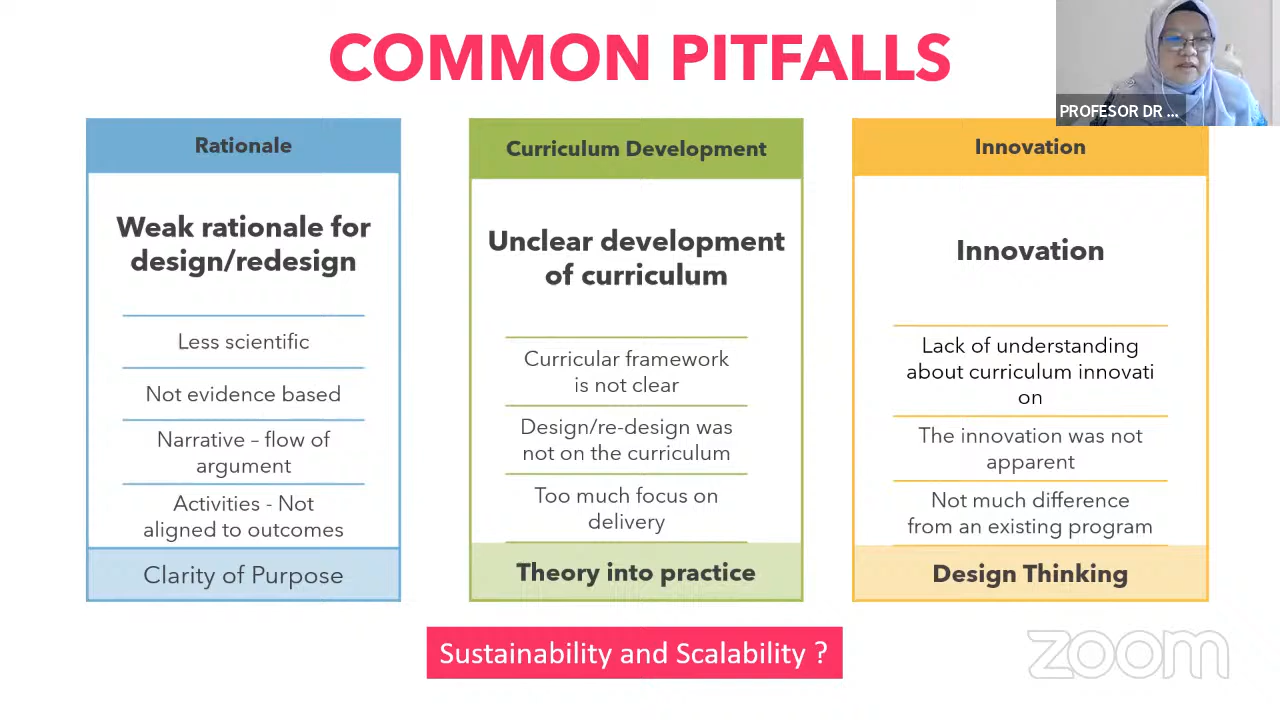 COMMON PITFALLS
PROFESOR DR ...
Rationale
Weak rationale for
design/redesign
Less scientific
Not evidence based
Narrative – flow of
argument
Activities - Not
aligned to outcomes
Clarity of Purpose
Curriculum Development
Unclear development
of curriculum
Curricular framework
is not clear
Design/re-design was
not on the curriculum
Too much focus on
delivery
Theory into practice
Innovation
Innovation
Lack of understanding
about curriculum innovati
on
The innovation was not
apparent
Not much difference
from an existing program
Design Thinking
Sustainability and Scalability ?
zoom